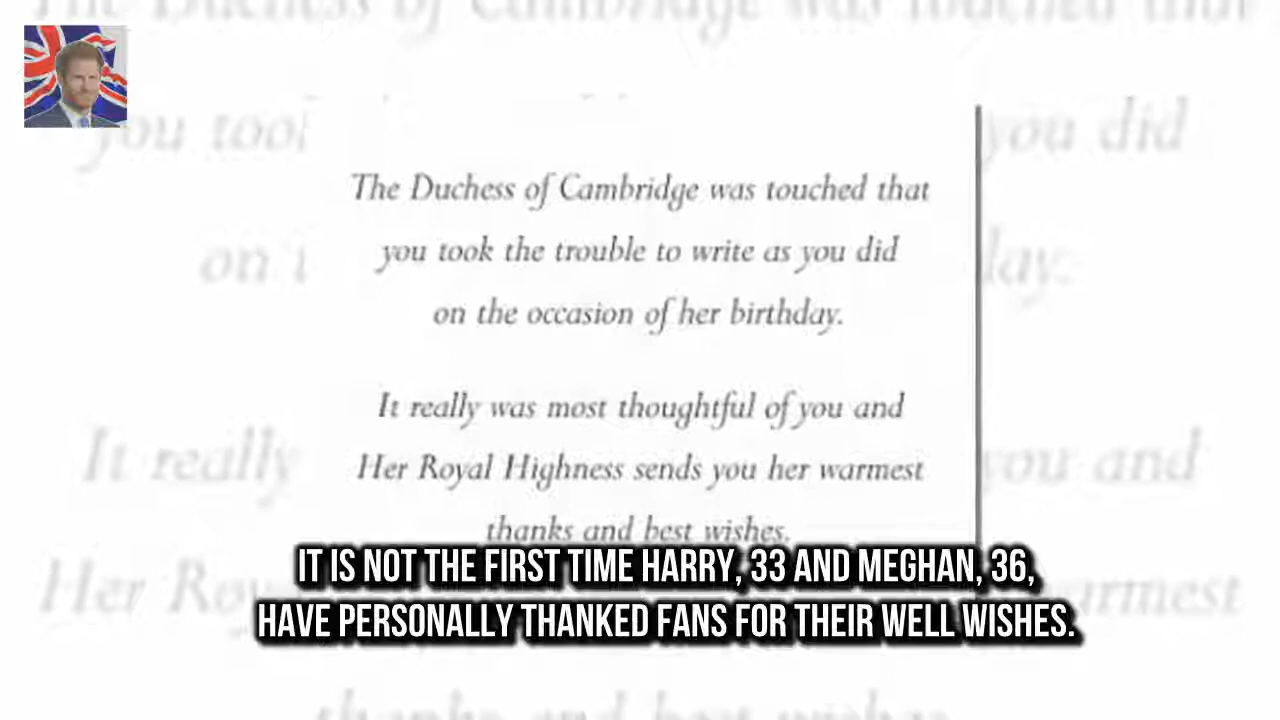 The Duchess of Cambridge was touched that
you took the trouble to write as you did
on the occasion of her birthday.
It really was most thoughtful of you and
Her Royal Highness sends you her warmest
thanks and best wishes.
IT IS NOT THE FIRST TIME HARRY, 33 AND MEGHAN, 36,
HAVE PERSONALLY THANKED FANS FOR THEIR WELL WISHES.